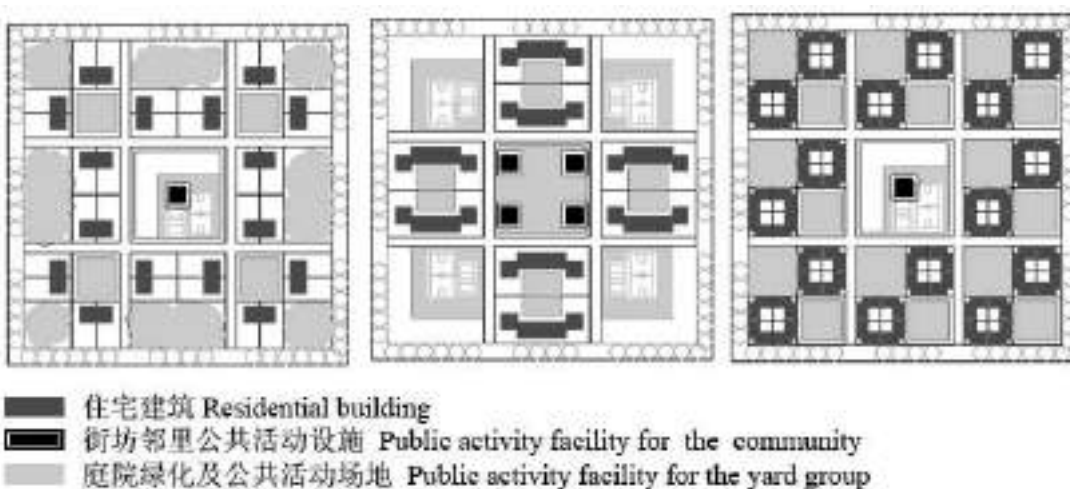 住宅建筑 Residential building
街坊邻里公共活动设施 Public activity facility for the community
庭院绿化及公共活动场地 Public activity facility for the yard group